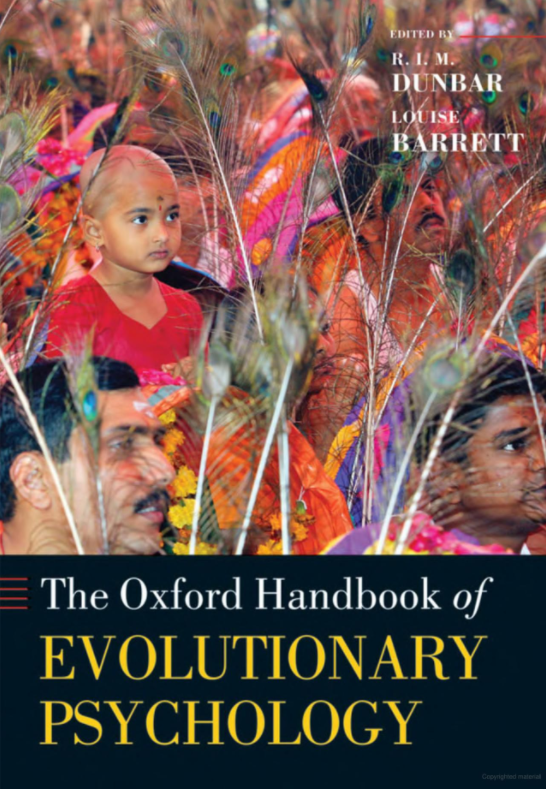 EDITED BY
R. I. M.
DUNBAR
LOUISE
BARRETT
The Oxford Handbook of
EVOLUTIONARY
PSYCHOLOGY
Copyrighted material